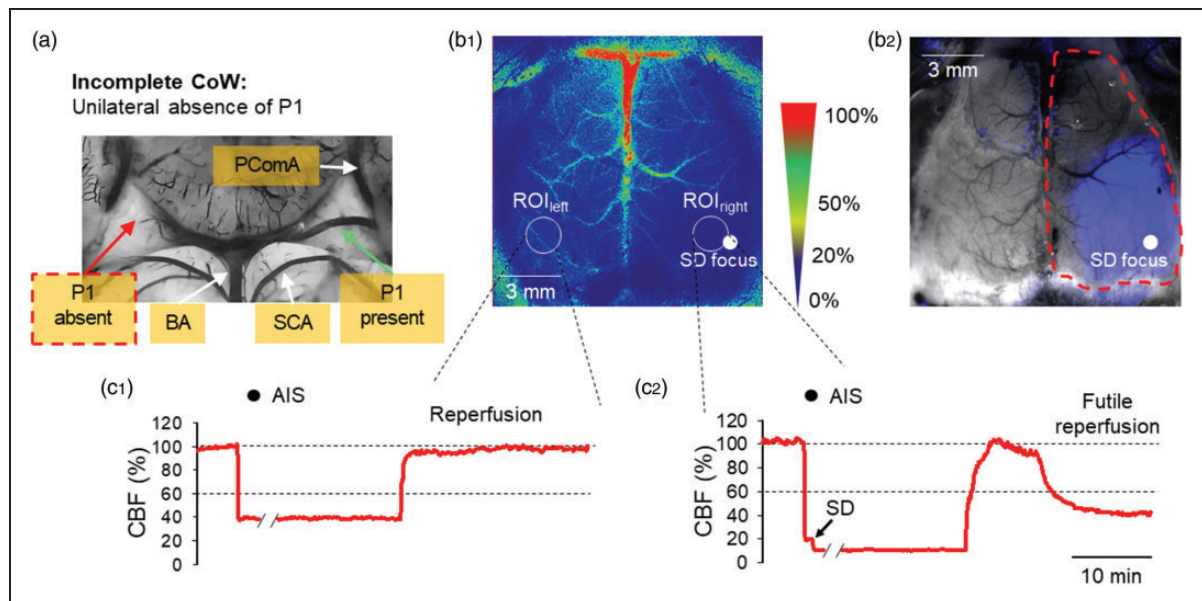 (a)
Incomplete CoW:
Unilateral absence of P1
PComA
P1
absent
BA
SCA
P1
present
(b1)
ROIleft
ROIright
SD focus
3 mm
100%
50%
20%
0%
(b2)
3 mm
SD focus
(c1)
AIS
Reperfusion
CBF (%)
120
100
80
60
40
20
0
(c2)
AIS
Futile
reperfusion
CBF (%)
120
100
80
60
40
20
0
SD
10 min